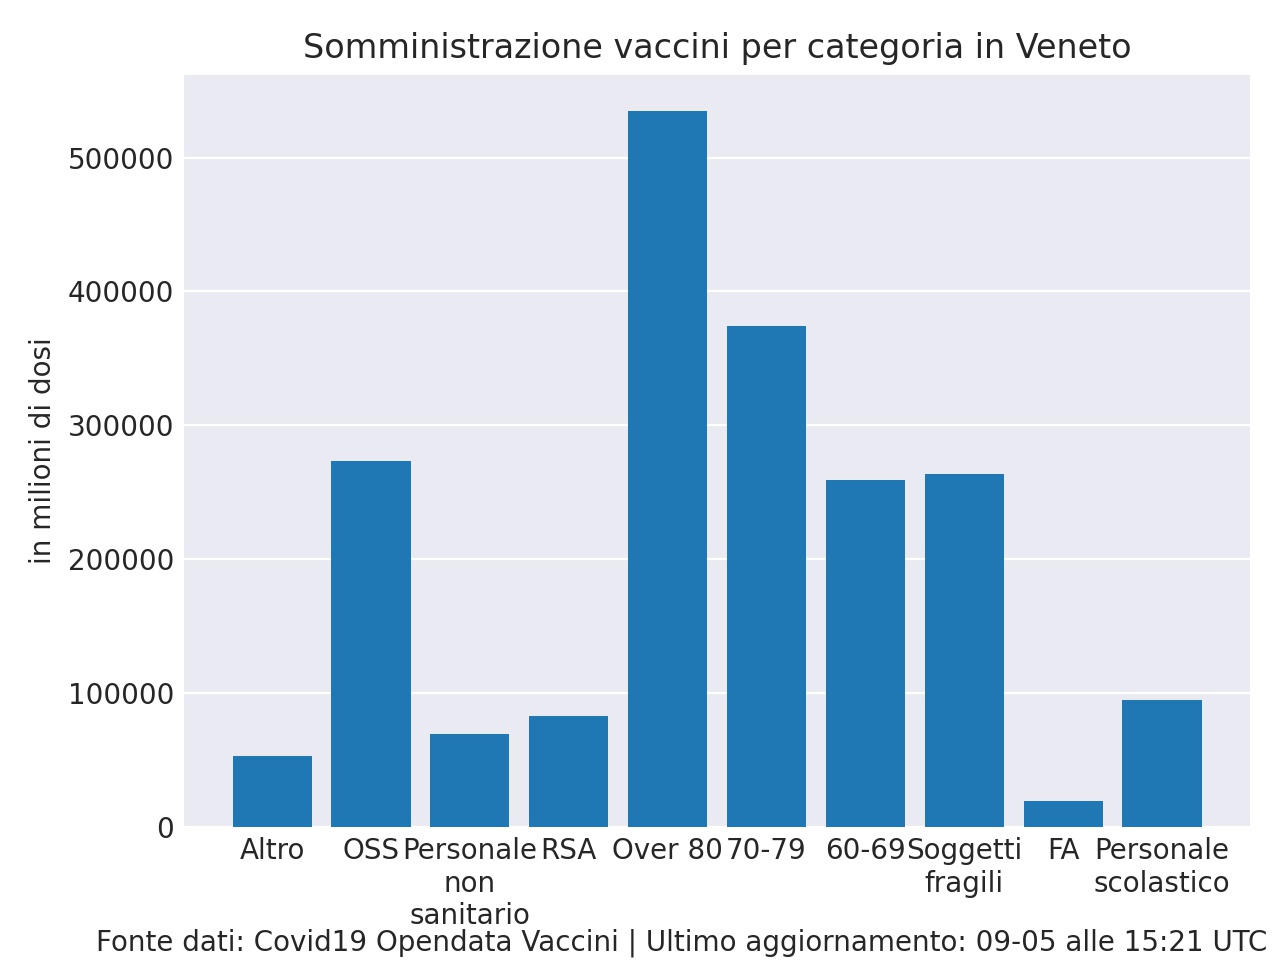 Somministrazione vaccini per categoria in Veneto
in milioni di dosi
500000
400000
300000
200000
100000
0
Altro
OSS
Personale
non
sanitario
RSA
Over 80
70-79
60-69
Soggetti
fragili
FA
Personale
scolastico
Fonte dati: Covid19 Opendata Vaccini | Ultimo aggiornamento: 09-05 alle 15:21 UTC